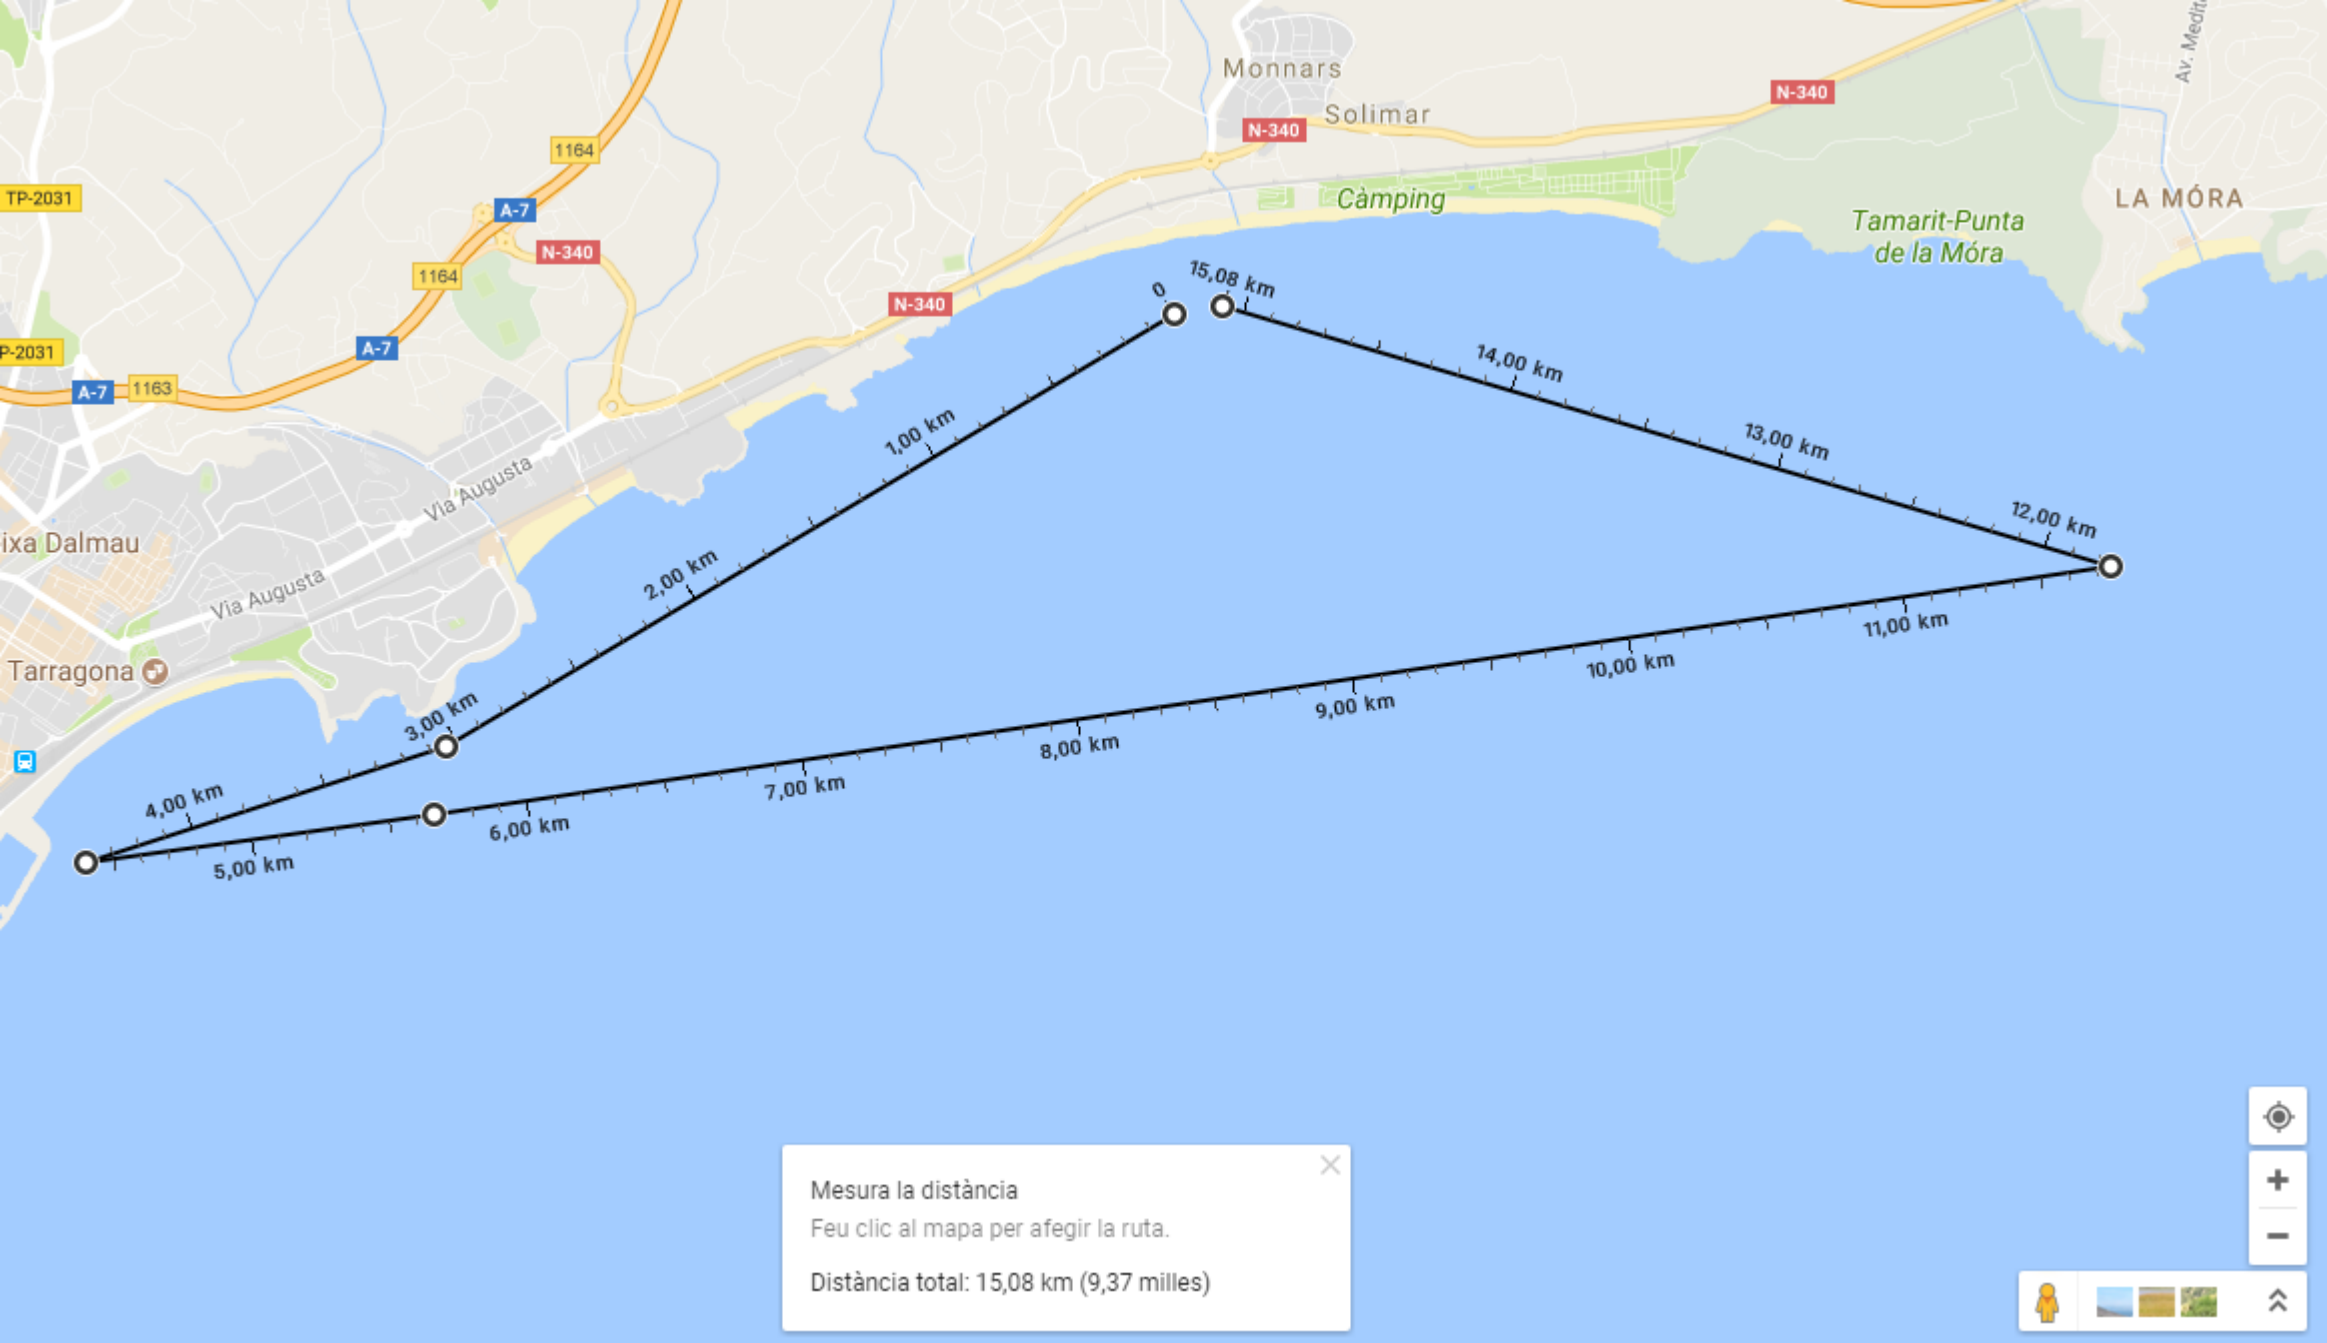 Monnars
Av. Medit
N-340
Solimar
N-340
1164
TP-2031
Càmping
LA MÓRA
A-7
Tamarit-Punta
de la Móra
N-340
1164
15,08 km
0
N-340
P-2031
A-7
14,00 km
A-7
1163
1,00 km
13,00 km
Via Augusta
12,00 km
ixa Dalmau
2,00 km
Via Augusta
11,00 km
Tarragona
10,00 km
3,00 km
9,00 km
8,00 km
4,00 km
7,00 km
6,00 km
5,00 km
Mesura la distància
Feu clic al mapa per afegir la ruta.
Distància total: 15,08 km (9,37 milles)